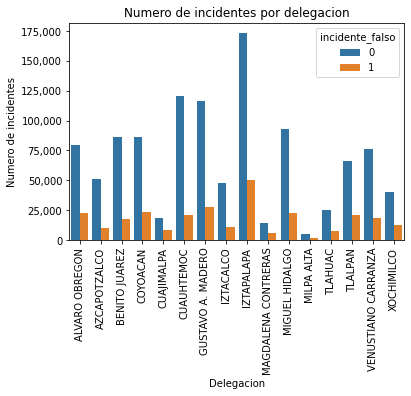 Numero de incidentes por delegacion
incidente_falso
0
1
Numero de incidentes
175,000
150,000
125,000
100,000
75,000
50,000
25,000
0
ALVARO OBREGON
AZCAPOTZALCO
BENITO JUAREZ
COYOACAN
CUAJIMALPA
CUAUHTEMOC
GUSTAVO A. MADERO
IZTACALCO
IZTAPALAPA
MAGDALENA CONTRERAS
MIGUEL HIDALGO
MILPA ALTA
TLAHUAC
TLALPAN
VENUSTIANO CARRANZA
XOCHIMILCO
Delegacion